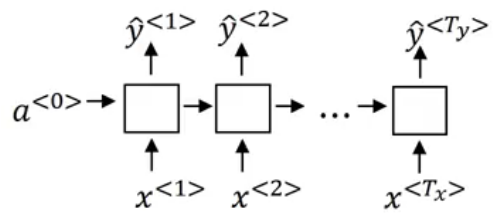 ŷ<1> ŷ<2> ŷ<Ty>
a<0> ...
x<1> x<2> x<Tx>